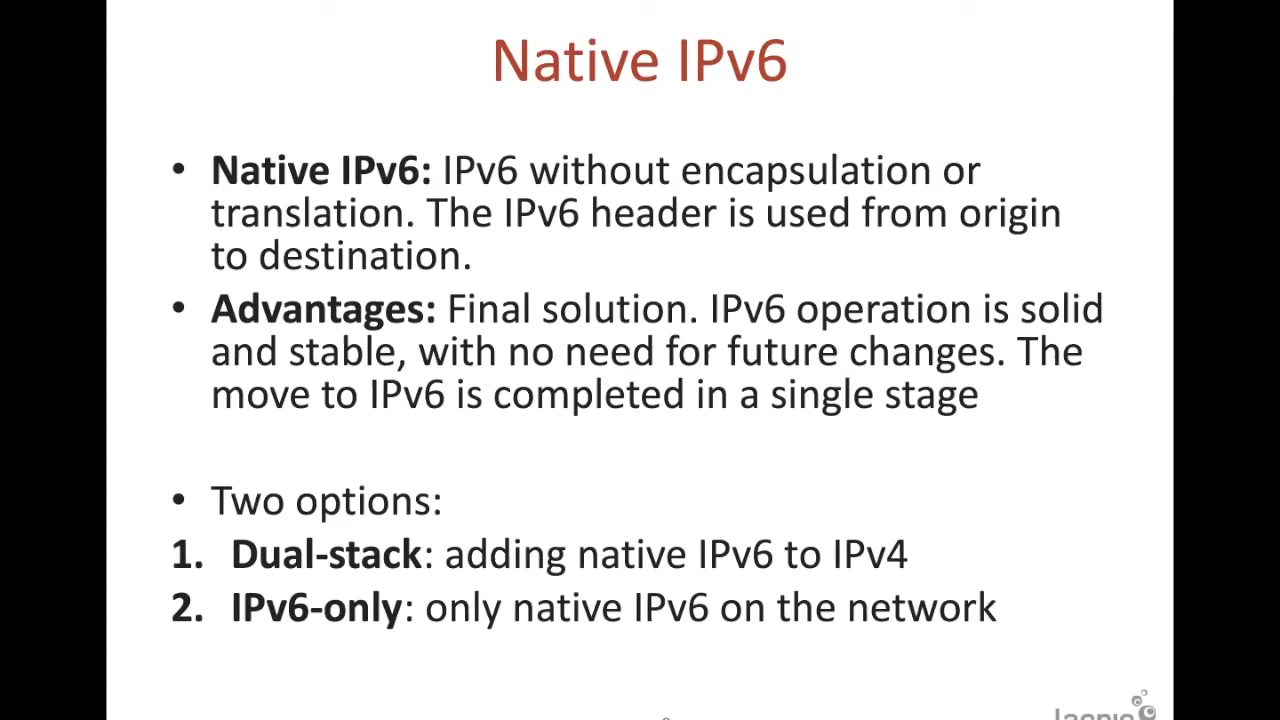 Native IPv6
• Native IPv6: IPv6 without encapsulation or
translation. The IPv6 header is used from origin
to destination.
• Advantages: Final solution. IPv6 operation is solid
and stable, with no need for future changes. The
move to IPv6 is completed in a single stage
• Two options:
1. Dual-stack: adding native IPv6 to IPv4
2. IPv6-only: only native IPv6 on the network